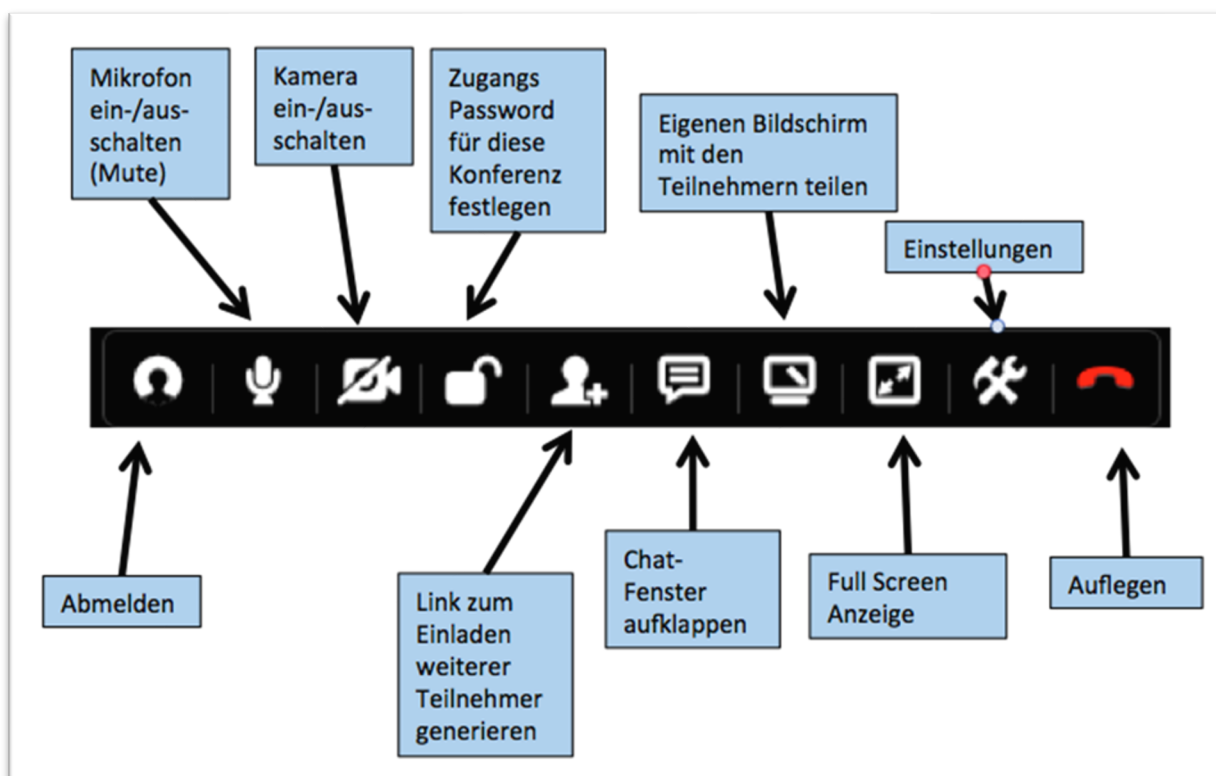 Mikrofon
ein-/aus-
schalten
(Mute)
Kamera
ein-/aus-
schalten
Zugangs
Password
für diese
Konferenz
festlegen
Eigenen Bildschirm
mit den
Teilnehmern teilen
Einstellungen
Abmelden
Link zum
Einladen
weiterer
Teilnehmer
generieren
Chat-
Fenster
aufklappen
Full Screen
Anzeige
Auflegen